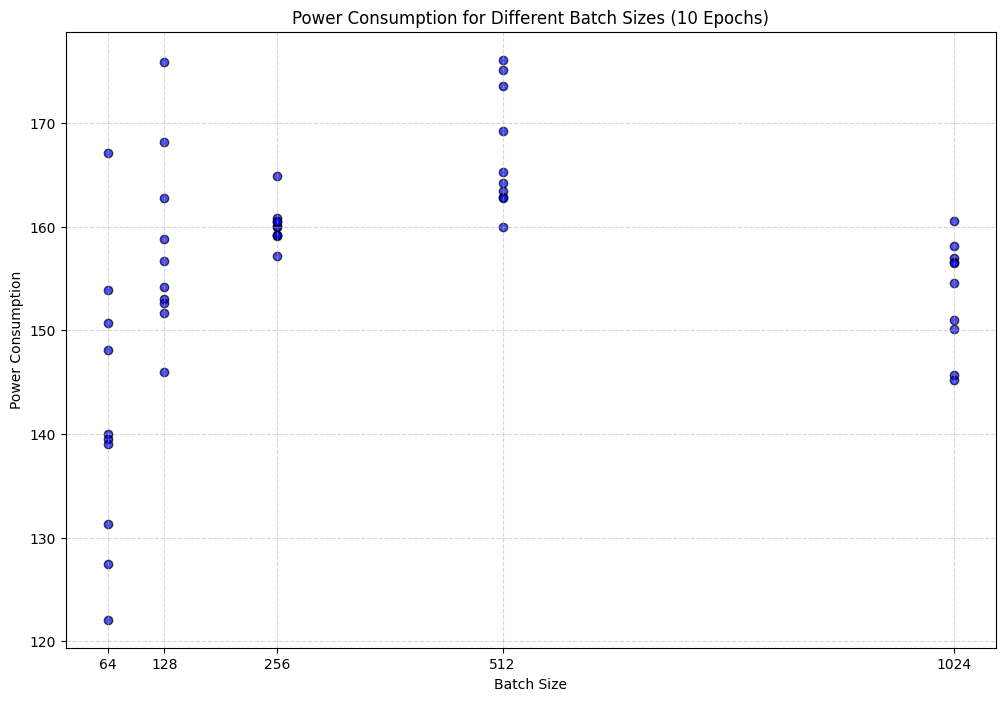 Power Consumption for Different Batch Sizes (10 Epochs)
Power Consumption
170
160
150
140
130
120
64 128 256 512 1024
Batch Size